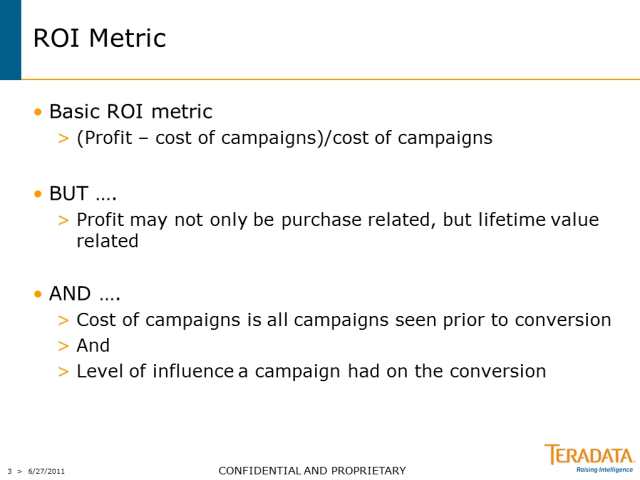 ROI Metric
• Basic ROI metric
> (Profit – cost of campaigns)/cost of campaigns
• BUT ….
> Profit may not only be purchase related, but lifetime value
related
• AND ….
> Cost of campaigns is all campaigns seen prior to conversion
> And
> Level of influence a campaign had on the conversion
3 > 6/27/2011
CONFIDENTIAL AND PROPRIETARY
TERADATA
Raising Intelligence